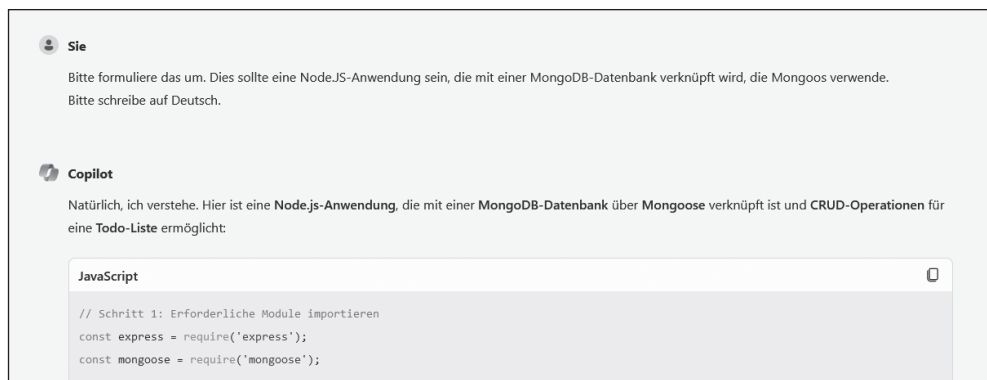 Sie
Bitte formuliere das um. Dies sollte eine Node.JS-Anwendung sein, die mit einer MongoDB-Datenbank verknüpft wird, die Mongoos verwende.
Bitte schreibe auf Deutsch.
Copilot
Natürlich, ich verstehe. Hier ist eine Node.js-Anwendung, die mit einer MongoDB-Datenbank über Mongoose verknüpft ist und CRUD-Operationen für
eine Todo-Liste ermöglicht:
JavaScript
// Schritt 1: Erforderliche Module importieren
const express = require('express');
const mongoose = require('mongoose');